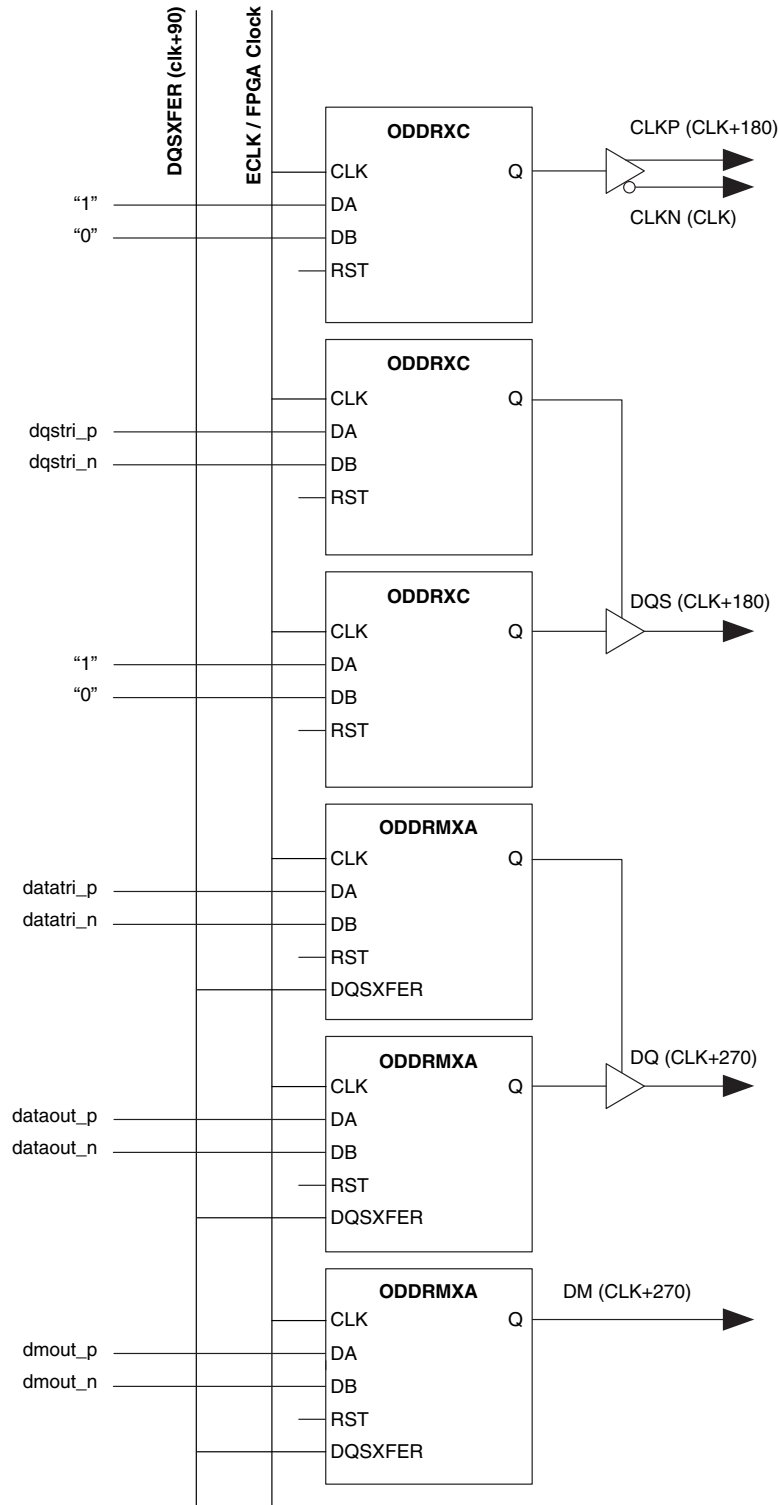 DQSXFER (clk+90)
ECLK / FPGA Clock
ODDRXC
CLK
Q
CLKP (CLK+180)
"1"
DA
CLKN (CLK)
"0"
DB
RST
ODDRXC
CLK
Q
dqstri_p
DA
dqstri_n
DB
RST
ODDRXC
DQS (CLK+180)
CLK
Q
"1"
DA
"0"
DB
RST
ODDRMXA
CLK
Q
datatri_p
DA
datatri_n
DB
RST
DQSXFER
ODDRMXA
DQ (CLK+270)
CLK
Q
dataout_p
DA
dataout_n
DB
RST
DQSXFER
ODDRMXA
DM (CLK+270)
CLK
Q
dmout_p
DA
dmout_n
DB
RST
DQSXFER